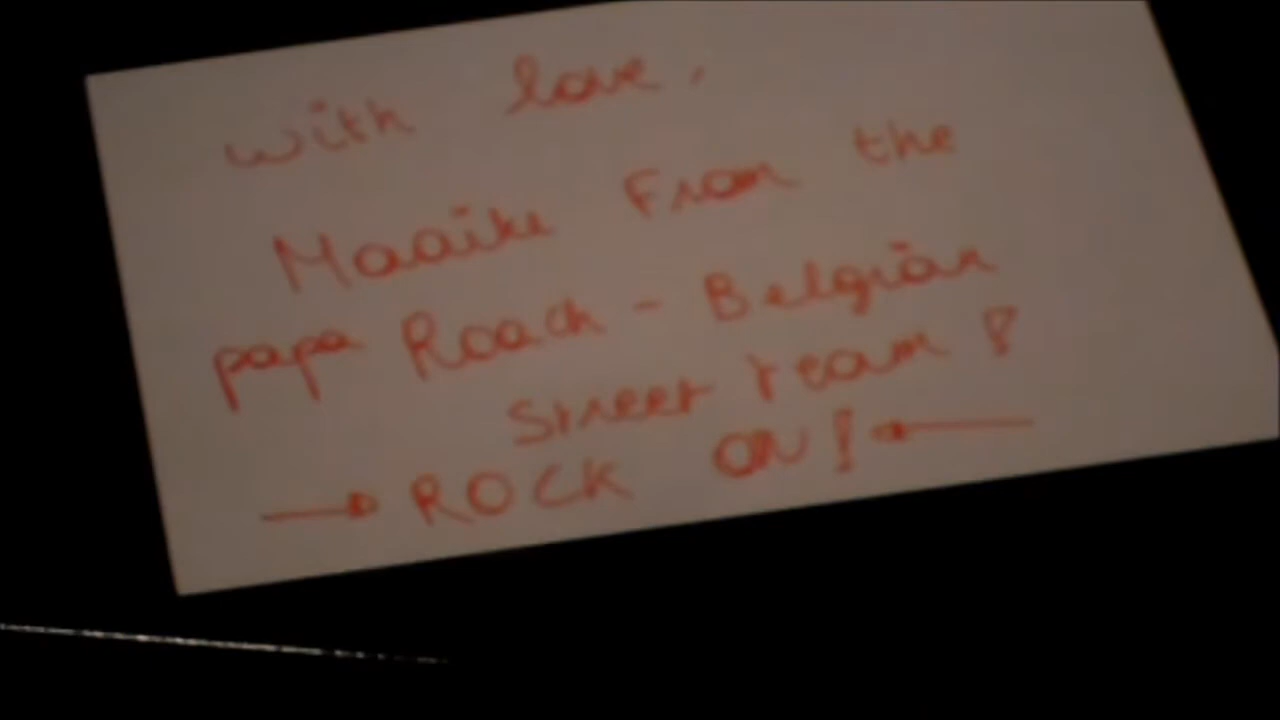 with love,
Maaike From the
papa Roach - Belgian
Street team !
→ ROCK ON! ←